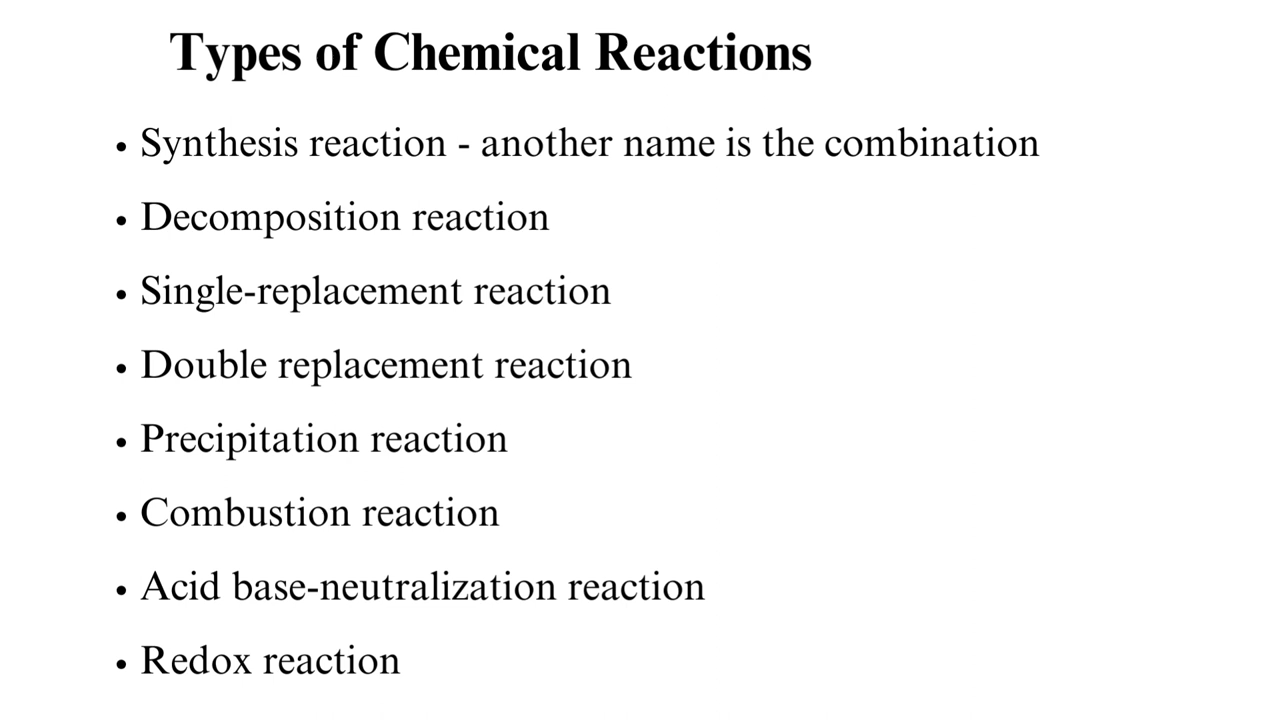 Types of Chemical Reactions
• Synthesis reaction - another name is the combination
• Decomposition reaction
• Single-replacement reaction
• Double replacement reaction
• Precipitation reaction
• Combustion reaction
• Acid base-neutralization reaction
• Redox reaction